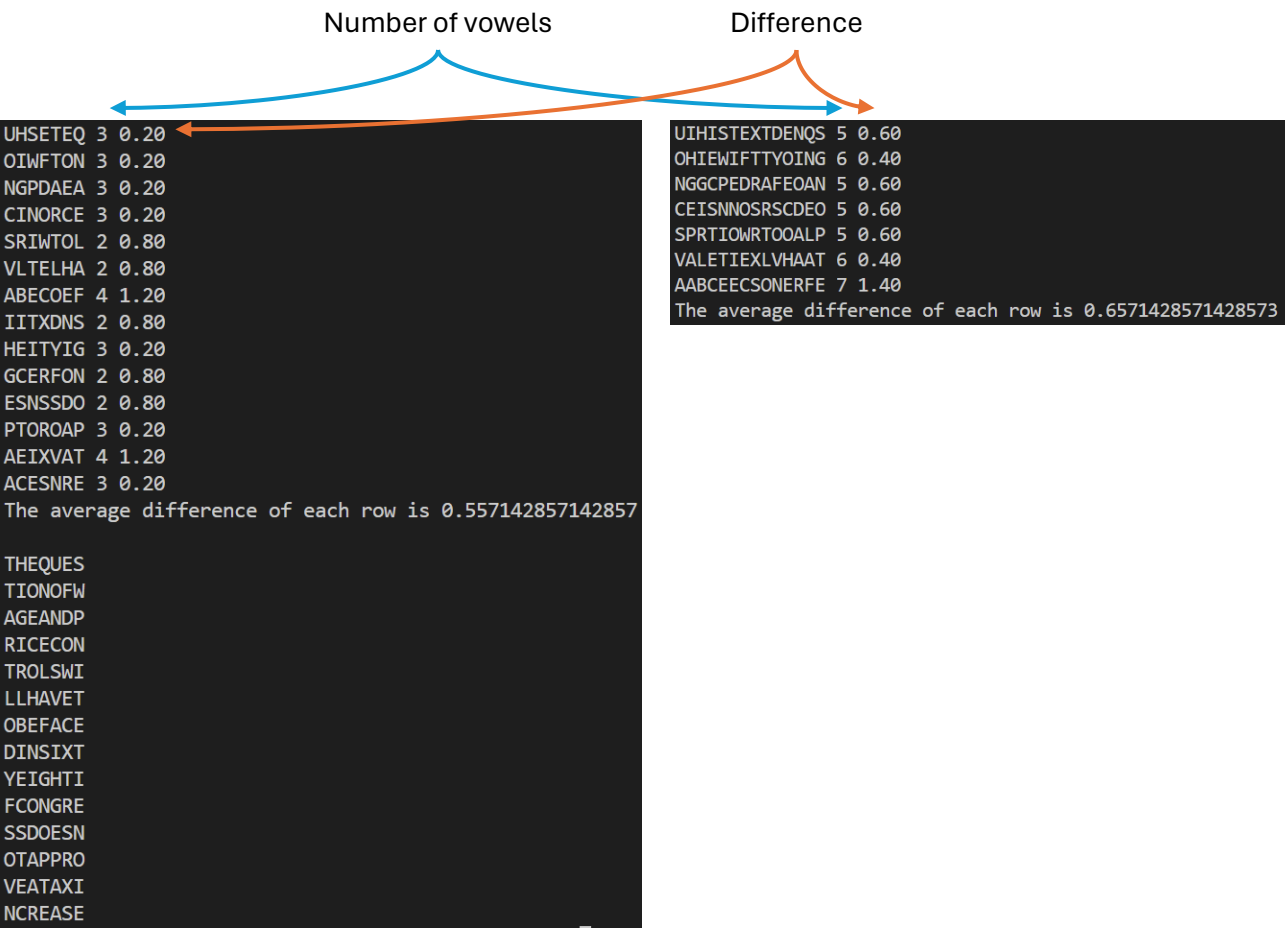 Number of vowels
Difference
UHSETEQ 3 0.20
OIWFTON 3 0.20
NGPDAEA 3 0.20
CINORCE 3 0.20
SRIWTOL 2 0.80
VLTELHA 2 0.80
ABECOEF 4 1.20
IITXDNS 2 0.80
HEITYIG 3 0.20
GCERFON 2 0.80
ESNSSDO 2 0.80
PTOROAP 3 0.20
AEIXVAT 4 1.20
ACESNRE 3 0.20
The average difference of each row is 0.557142857142857
THEQUES
TIONOFW
AGEANDP
RICECON
TROLSWI
LLHAVET
OBEFACE
DINSIXT
YEIGHTI
FCONGRE
SSDOESN
OTAPPRO
VEATAXI
NCREASE
UIHISTEXTDENQS 5 0.60
OHIEWIFTTYOING 6 0.40
NGGCPEDRAFEOAN 5 0.60
CEISNNOSRSCDEO 5 0.60
SPRTIOWRTOOALP 5 0.60
VALETIEXLVHAAT 6 0.40
AABCEECSONERFE 7 1.40
The average difference of each row is 0.6571428571428573